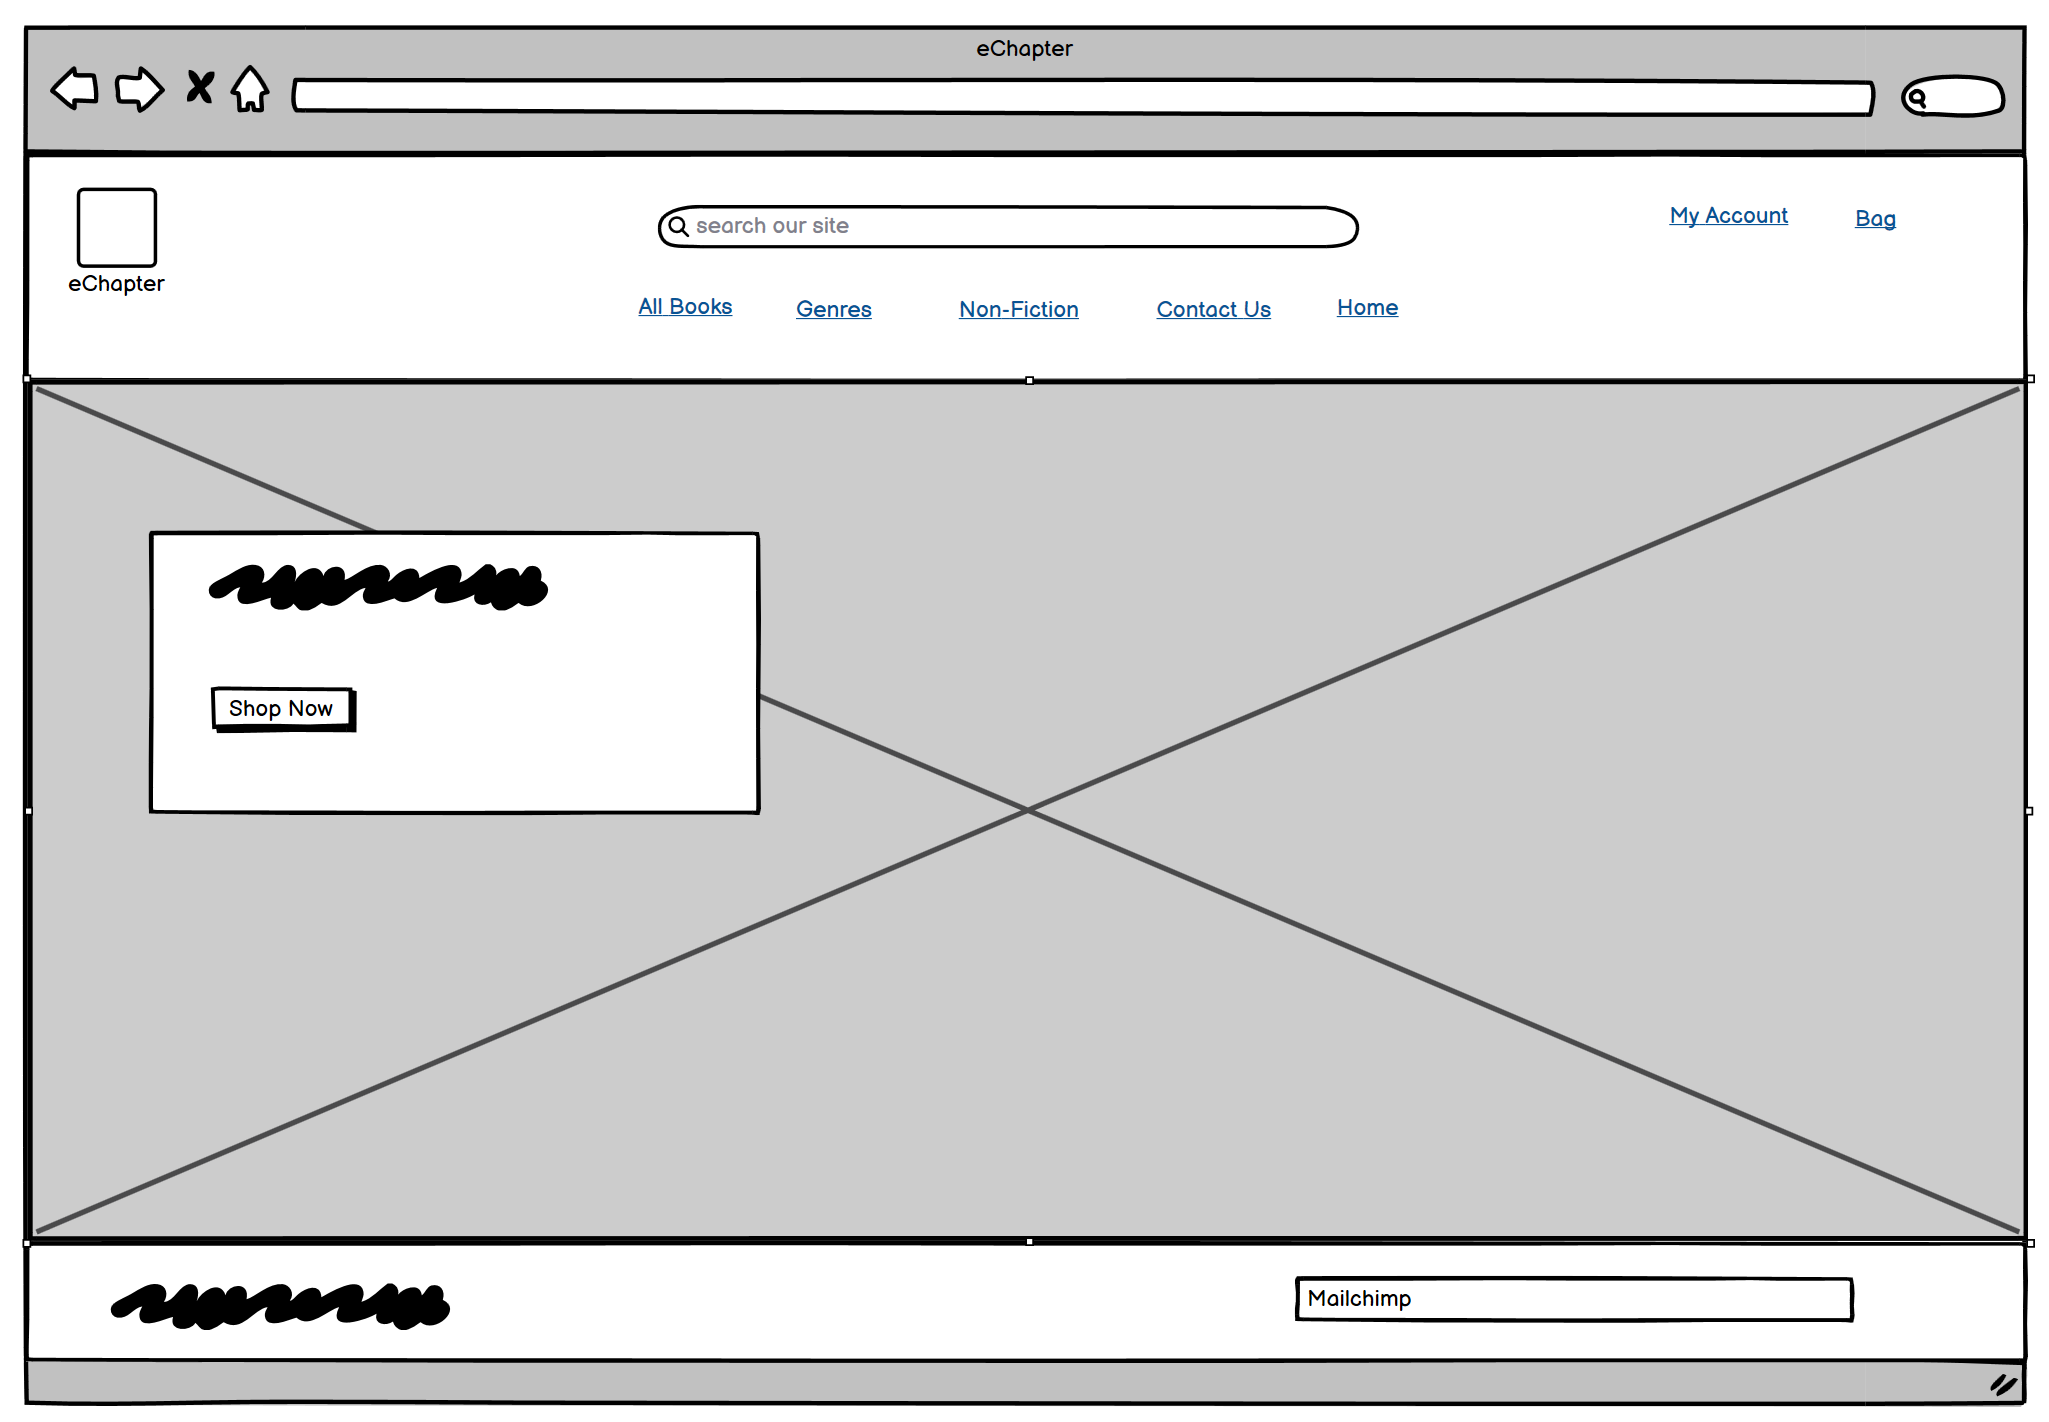 eChapter
search our site
My Account
Bag
eChapter
All Books
Genres
Non-Fiction
Contact Us
Home
Shop Now
Mailchimp